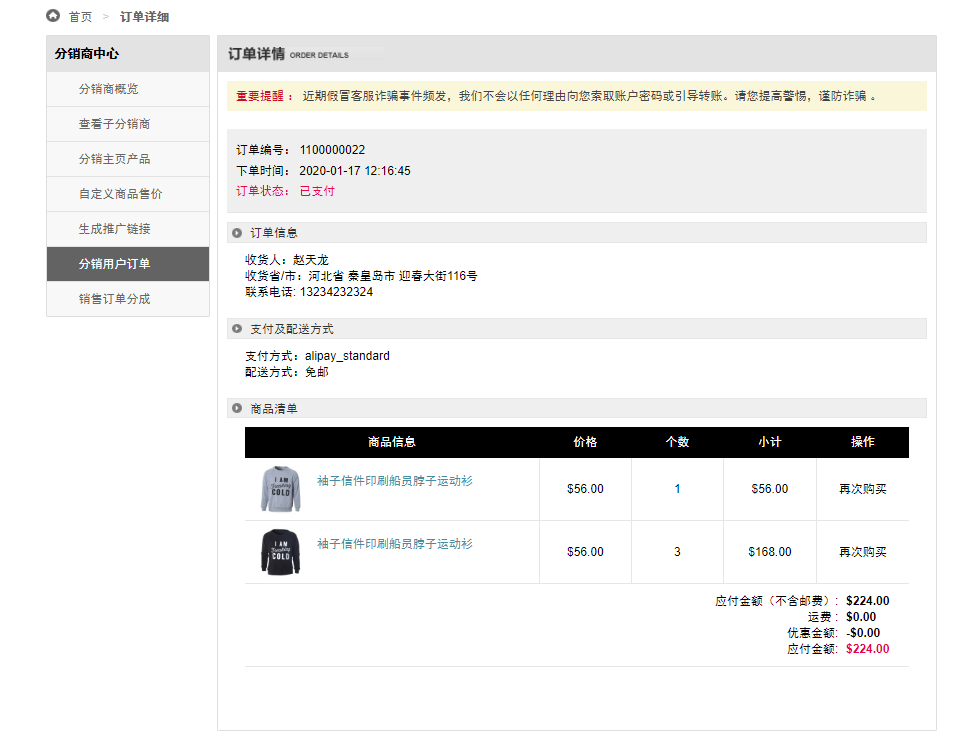 首页 > 订单详细
分销商中心
分销商概览
查看子分销商
分销主页产品
自定义商品售价
生成推广链接
分销用户订单
销售订单分成
订单详情 ORDER DETAILS
重要提醒： 近期假冒客服诈骗事件频发，我们不会以任何理由向您索取账户密码或引导转账。请您提高警惕，谨防诈骗 。
订单编号： 1100000022
下单时间： 2020-01-17 12:16:45
订单状态： 已支付
订单信息
收货人：赵天龙
收货省/市：河北省 秦皇岛市 迎春大街116号
联系电话: 13234232324
支付及配送方式
支付方式：alipay_standard
配送方式：免邮
商品清单
商品信息 价格 个数 小计 操作
I AM
Freaking
COLD
袖子信件印刷船员脖子运动衫
$56.00 1 $56.00 再次购买
I AM
Freaking
COLD
袖子信件印刷船员脖子运动衫
$56.00 3 $168.00 再次购买
应付金额（不含邮费）: $224.00
运费 : $0.00
优惠金额: -$0.00
应付金额: $224.00